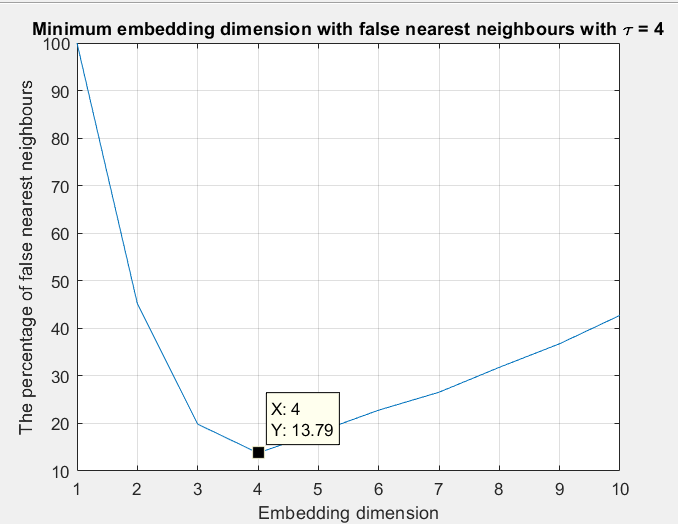 Minimum embedding dimension with false nearest neighbours with τ = 4
The percentage of false nearest neighbours
100
90
80
70
60
50
40
30
20
10
X: 4
Y: 13.79
1 2 3 4 5 6 7 8 9 10
Embedding dimension